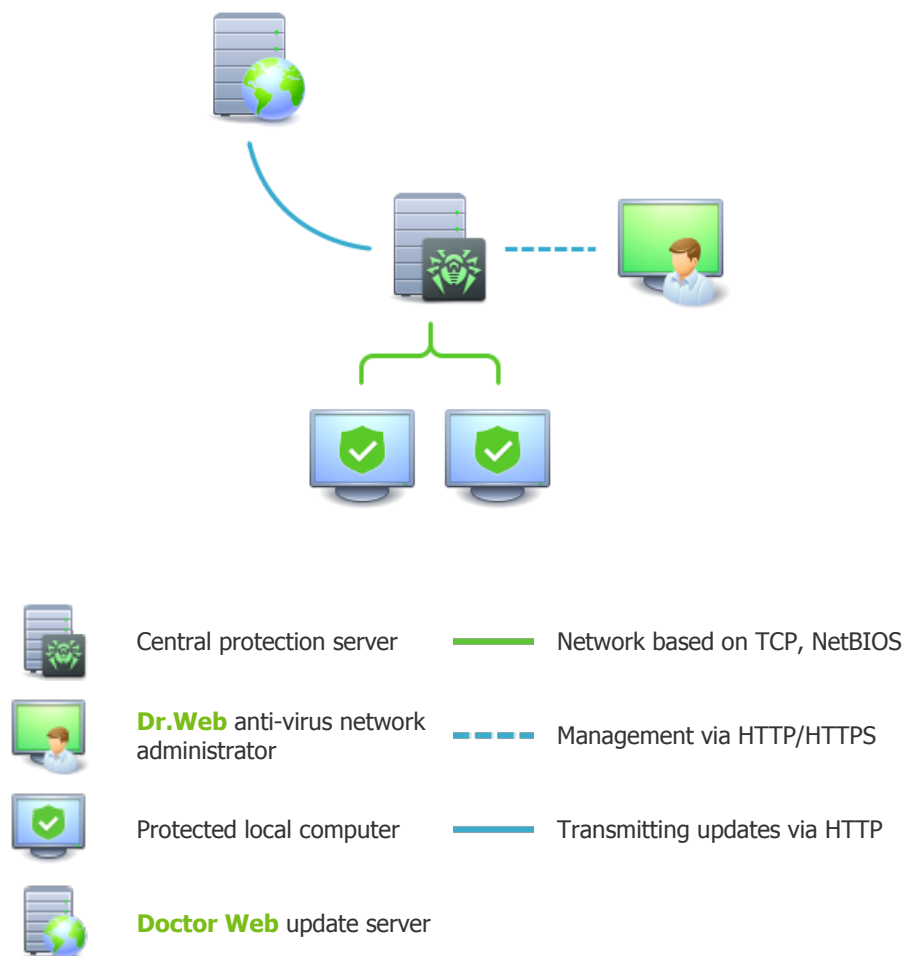 Central protection server
Network based on TCP, NetBIOS
Dr.Web anti-virus network
administrator
Management via HTTP/HTTPS
Protected local computer
Transmitting updates via HTTP
Doctor Web update server